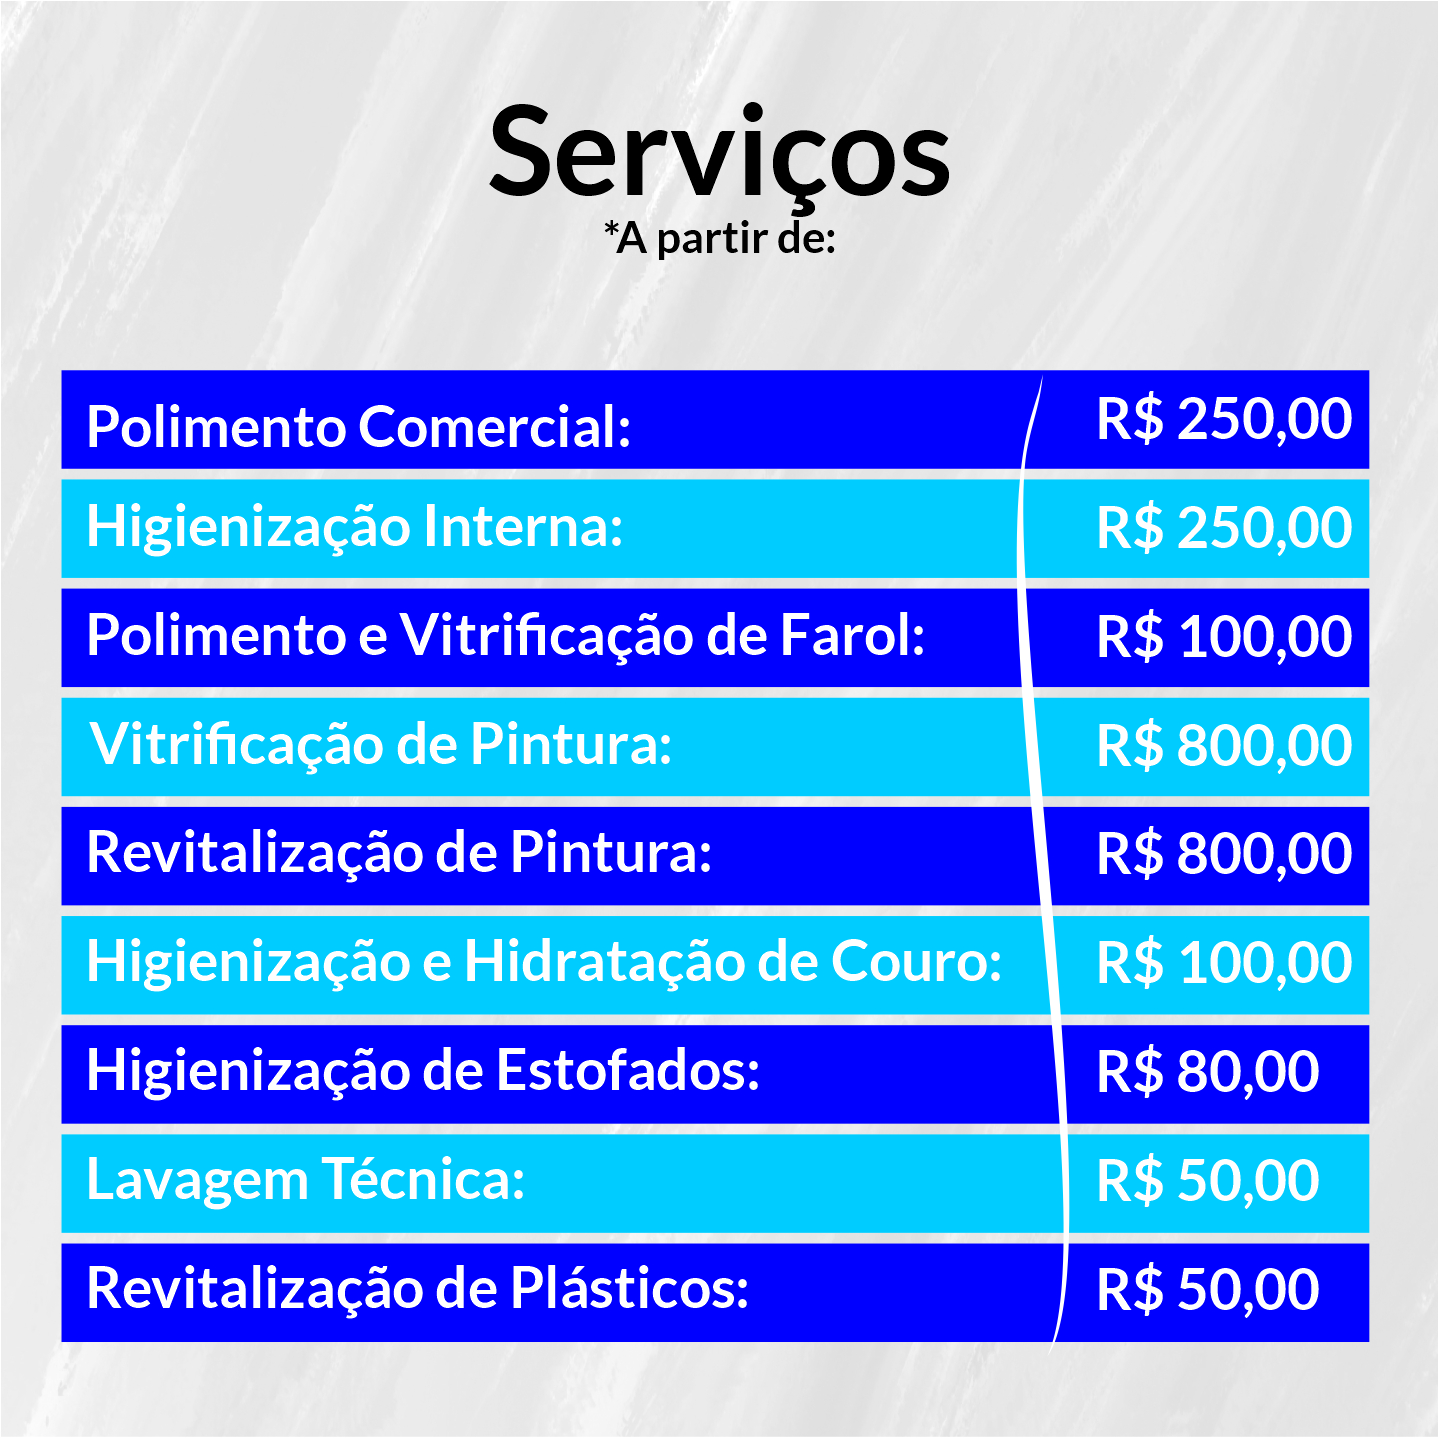 Serviços
*A partir de:
Polimento Comercial: R$ 250,00
Higienização Interna: R$ 250,00
Polimento e Vitrificação de Farol: R$ 100,00
Vitrificação de Pintura: R$ 800,00
Revitalização de Pintura: R$ 800,00
Higienização e Hidratação de Couro: R$ 100,00
Higienização de Estofados: R$ 80,00
Lavagem Técnica: R$ 50,00
Revitalização de Plásticos: R$ 50,00